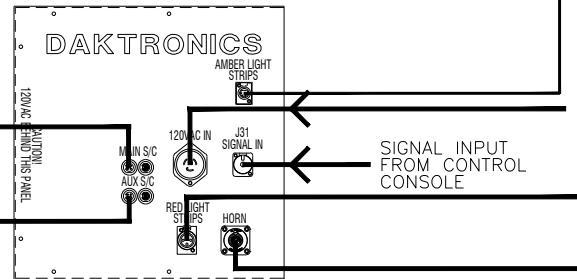 DAKTRONICS
AMBER LIGHT
STRIPS
CAUTION!
120VAC BEHIND THIS PANEL
120VAC IN
J31
SIGNAL IN
MAIN S/C
AUX S/C
SIGNAL INPUT
FROM CONTROL
CONSOLE
RED LIGHT
STRIPS
HORN